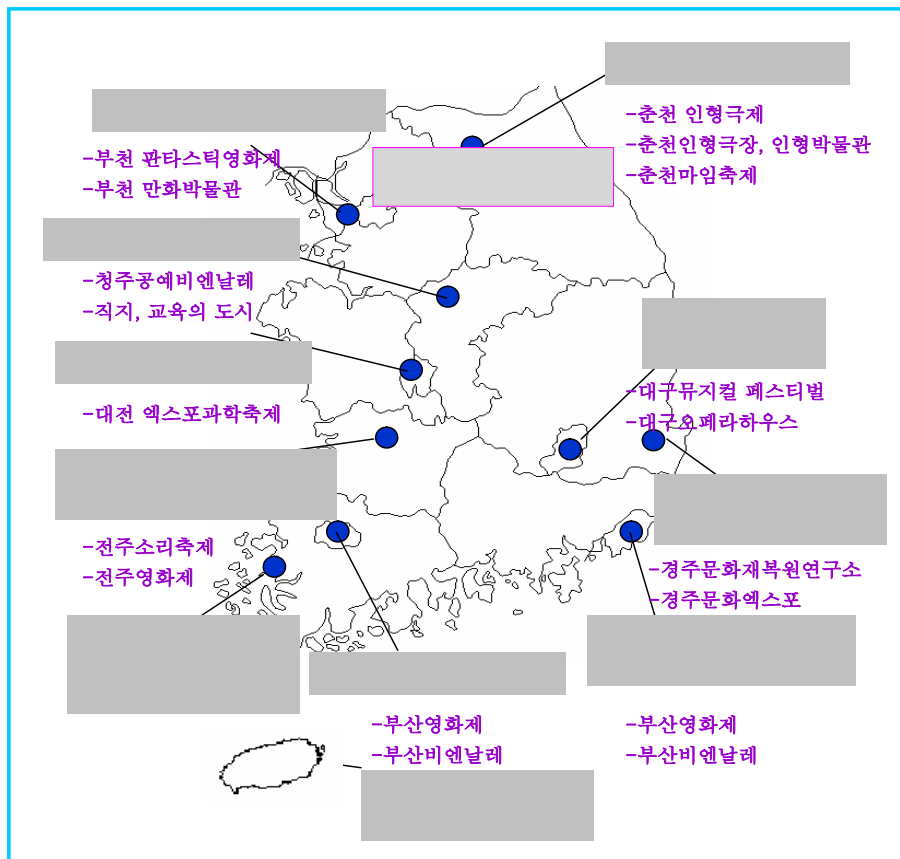 -춘천 인형극제
-춘천인형극장, 인형박물관
-춘천마임축제
-부천 판타스틱영화제
-부천 만화박물관
-청주공예비엔날레
-직지, 교육의 도시
-대구뮤지컬 페스티벌
-대구오페라하우스
-대전 엑스포과학축제
-전주소리축제
-전주영화제
-경주문화재복원연구소
-경주문화엑스포
-부산영화제
-부산비엔날레
-부산영화제
-부산비엔날레